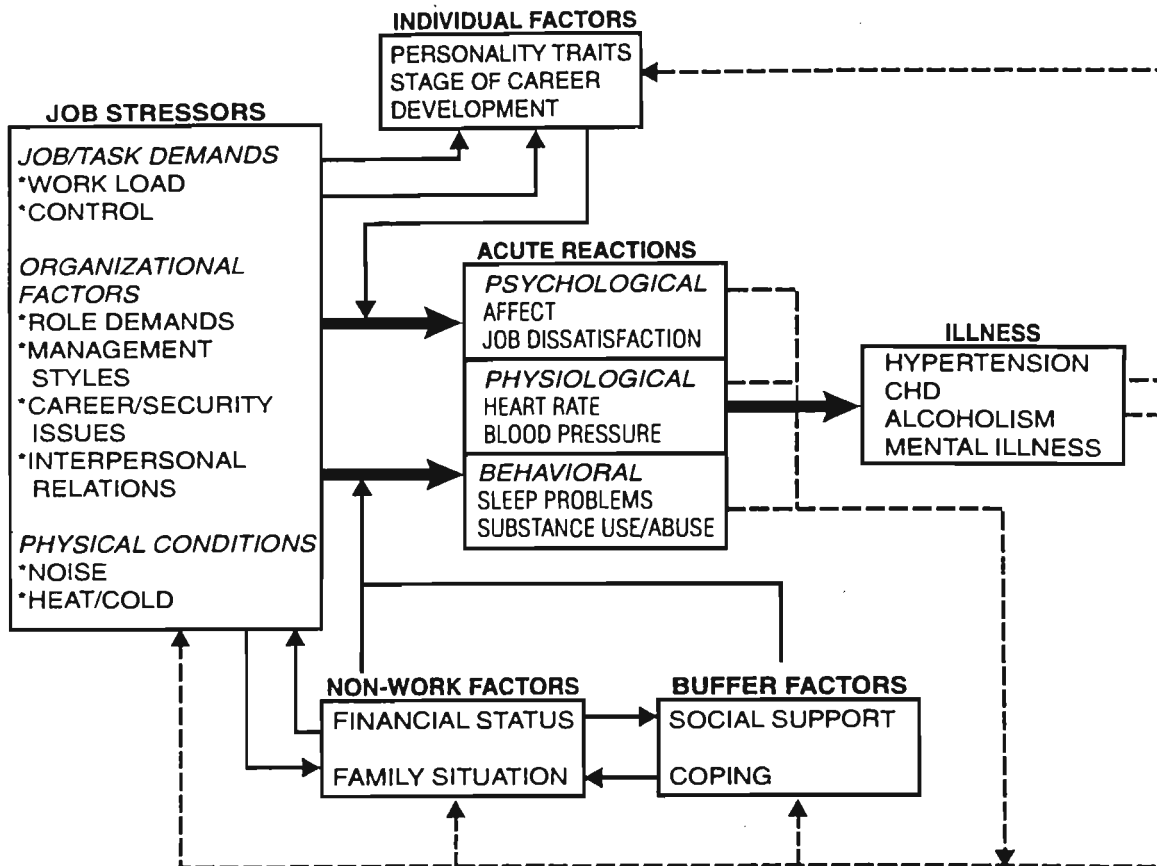 INDIVIDUAL FACTORS
PERSONALITY TRAITS
STAGE OF CAREER
DEVELOPMENT
JOB STRESSORS
JOB/TASK DEMANDS
*WORK LOAD
*CONTROL
ORGANIZATIONAL
FACTORS
*ROLE DEMANDS
*MANAGEMENT
STYLES
*CAREER/SECURITY
ISSUES
*INTERPERSONAL
RELATIONS
PHYSICAL CONDITIONS
*NOISE
*HEAT/COLD
ACUTE REACTIONS
PSYCHOLOGICAL
AFFECT
JOB DISSATISFACTION
PHYSIOLOGICAL
HEART RATE
BLOOD PRESSURE
BEHAVIORAL
SLEEP PROBLEMS
SUBSTANCE USE/ABUSE
ILLNESS
HYPERTENSION
CHD
ALCOHOLISM
MENTAL ILLNESS
NON-WORK FACTORS
FINANCIAL STATUS
FAMILY SITUATION
BUFFER FACTORS
SOCIAL SUPPORT
COPING